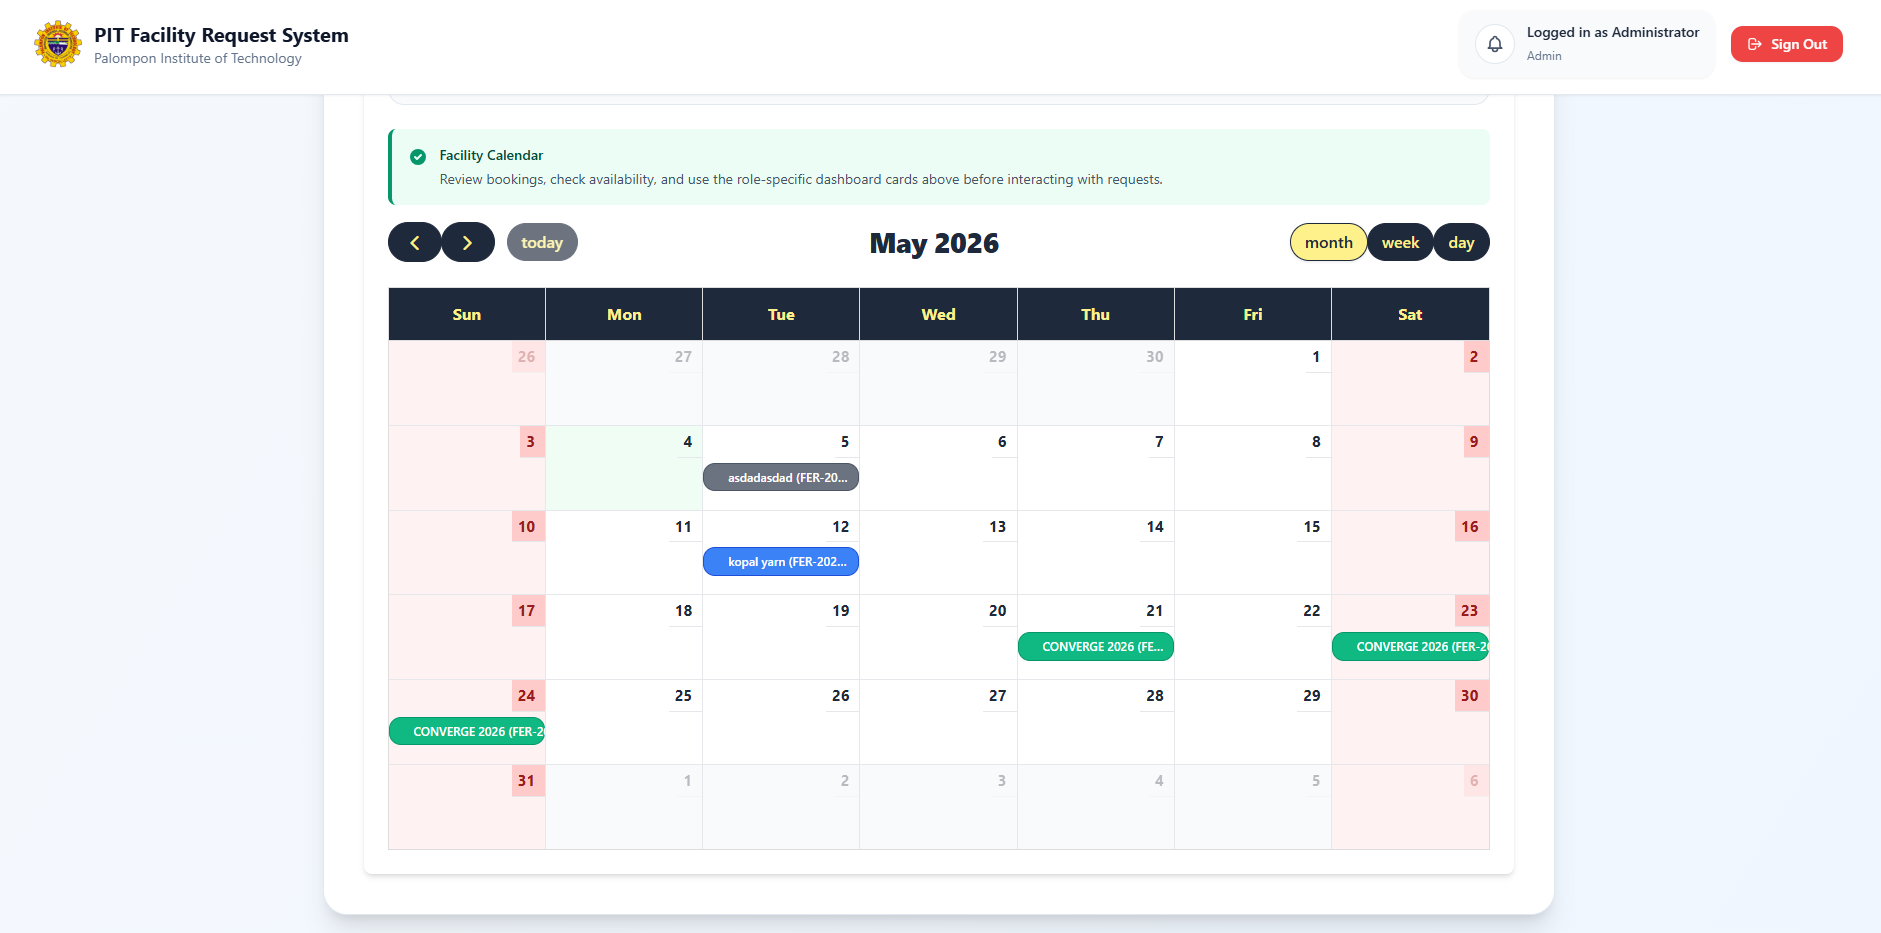 PIT Facility Request System
Palompon Institute of Technology
Logged in as Administrator
Admin
Sign Out
Facility Calendar
Review bookings, check availability, and use the role-specific dashboard cards above before interacting with requests.
today
May 2026
month week day
Sun Mon Tue Wed Thu Fri Sat
26 27 28 29 30 1 2
3 4 5 6 7 8 9
asdadasdad (FER-20...
10 11 12 13 14 15 16
kopal yarn (FER-202...
17 18 19 20 21 22 23
CONVERGE 2026 (FE... CONVERGE 2026 (FER-20
24 25 26 27 28 29 30
CONVERGE 2026 (FER-20
31 1 2 3 4 5 6